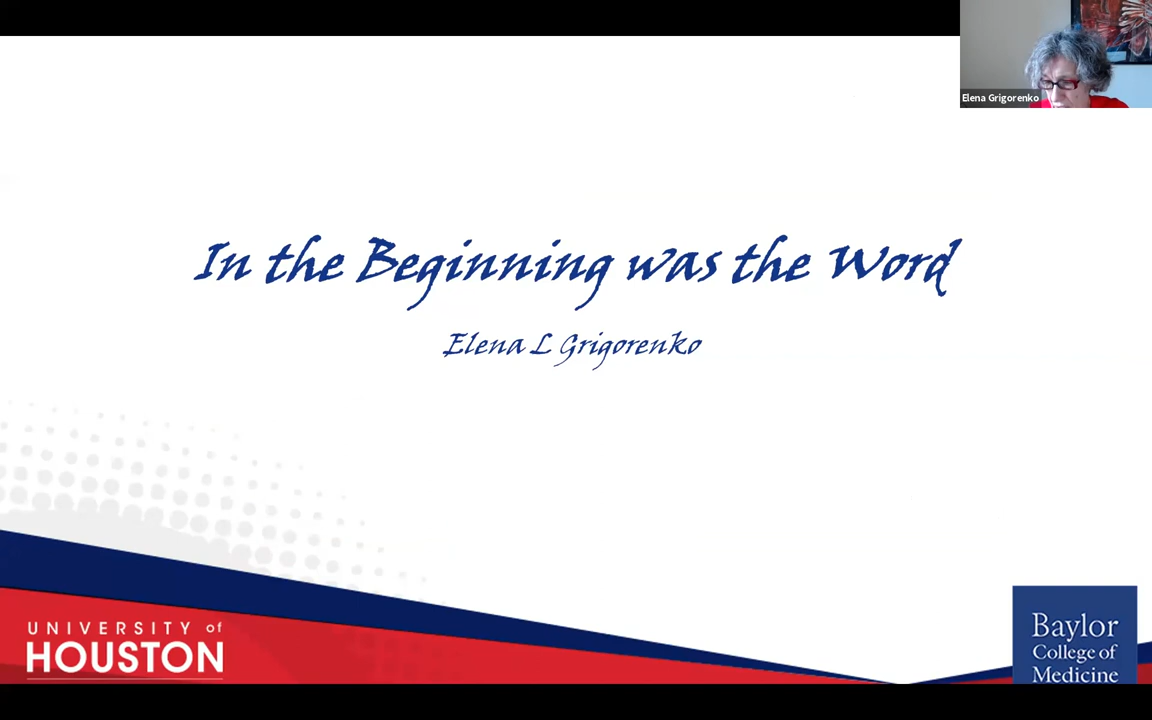 Elena Grigorenko
In the Beginning was the Word
Elena L Grigorenko
UNIVERSITY of
HOUSTON
Baylor
College of
Medicine